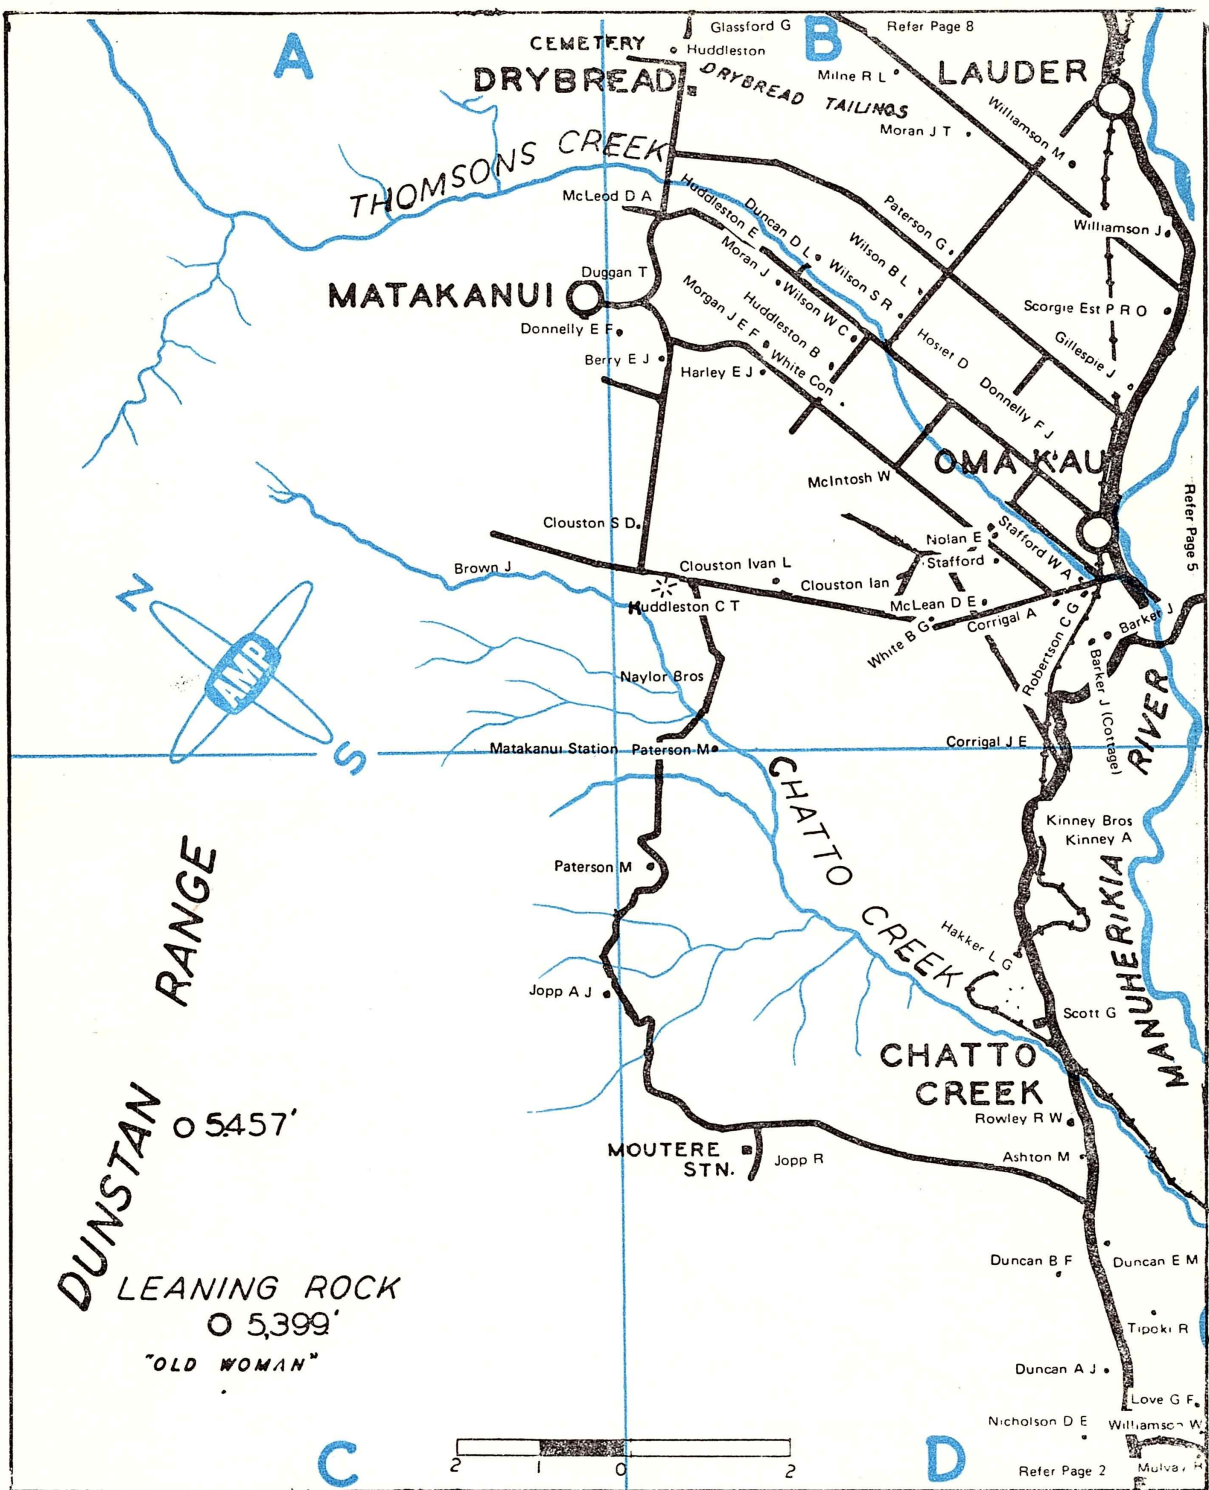 A
B
Glassford G
Refer Page 8
CEMETERY
Huddleston
DRYBREAD
DRYBREAD TAILINGS
Milne R L
LAUDER
Williamson M
Moran J T
THOMSONS CREEK
McLeod D A
Huddleston E
Duncan D L
Paterson G
Williamson J
Moran J
Wilson S R
Wilson B L
Duggan T
MATAKANUI
Morgan J E F
Huddleston B
Wilson W C
Scorgie Est P R O
Donnelly E F
Hosier D
Gillespie J
Berry E J
Harley E J
White Con
Donnelly F J
OMAKAU
McIntosh W
Refer Page 5
Clouston S D
Nolan E
Stafford
Stafford W A
Brown J
Clouston Ivan L
Clouston Ian
Huddleston C T
McLean D E
Corrigal A
White B G
Robertson C G
Barker J
Barker J (Cottage)
N
AMP
S
Naylor Bros
RIVER
Matakanui Station
Paterson M
Corrigal J E
CHATTO CREEK
Kinney Bros
Kinney A
RANGE
Paterson M
MANUHERIKIA
Hakker L G
Jopp A J
Scott G
CHATTO
CREEK
DUNSTAN
5457'
Rowley R W
MOUTERE
STN.
Jopp R
Ashton M
Duncan B F
Duncan E M
LEANING ROCK
5,399'
"OLD WOMAN"
Tipoki R
Duncan A J
Love G F
Nicholson D E
Williamson W
C
2 1 0 2
D
Refer Page 2